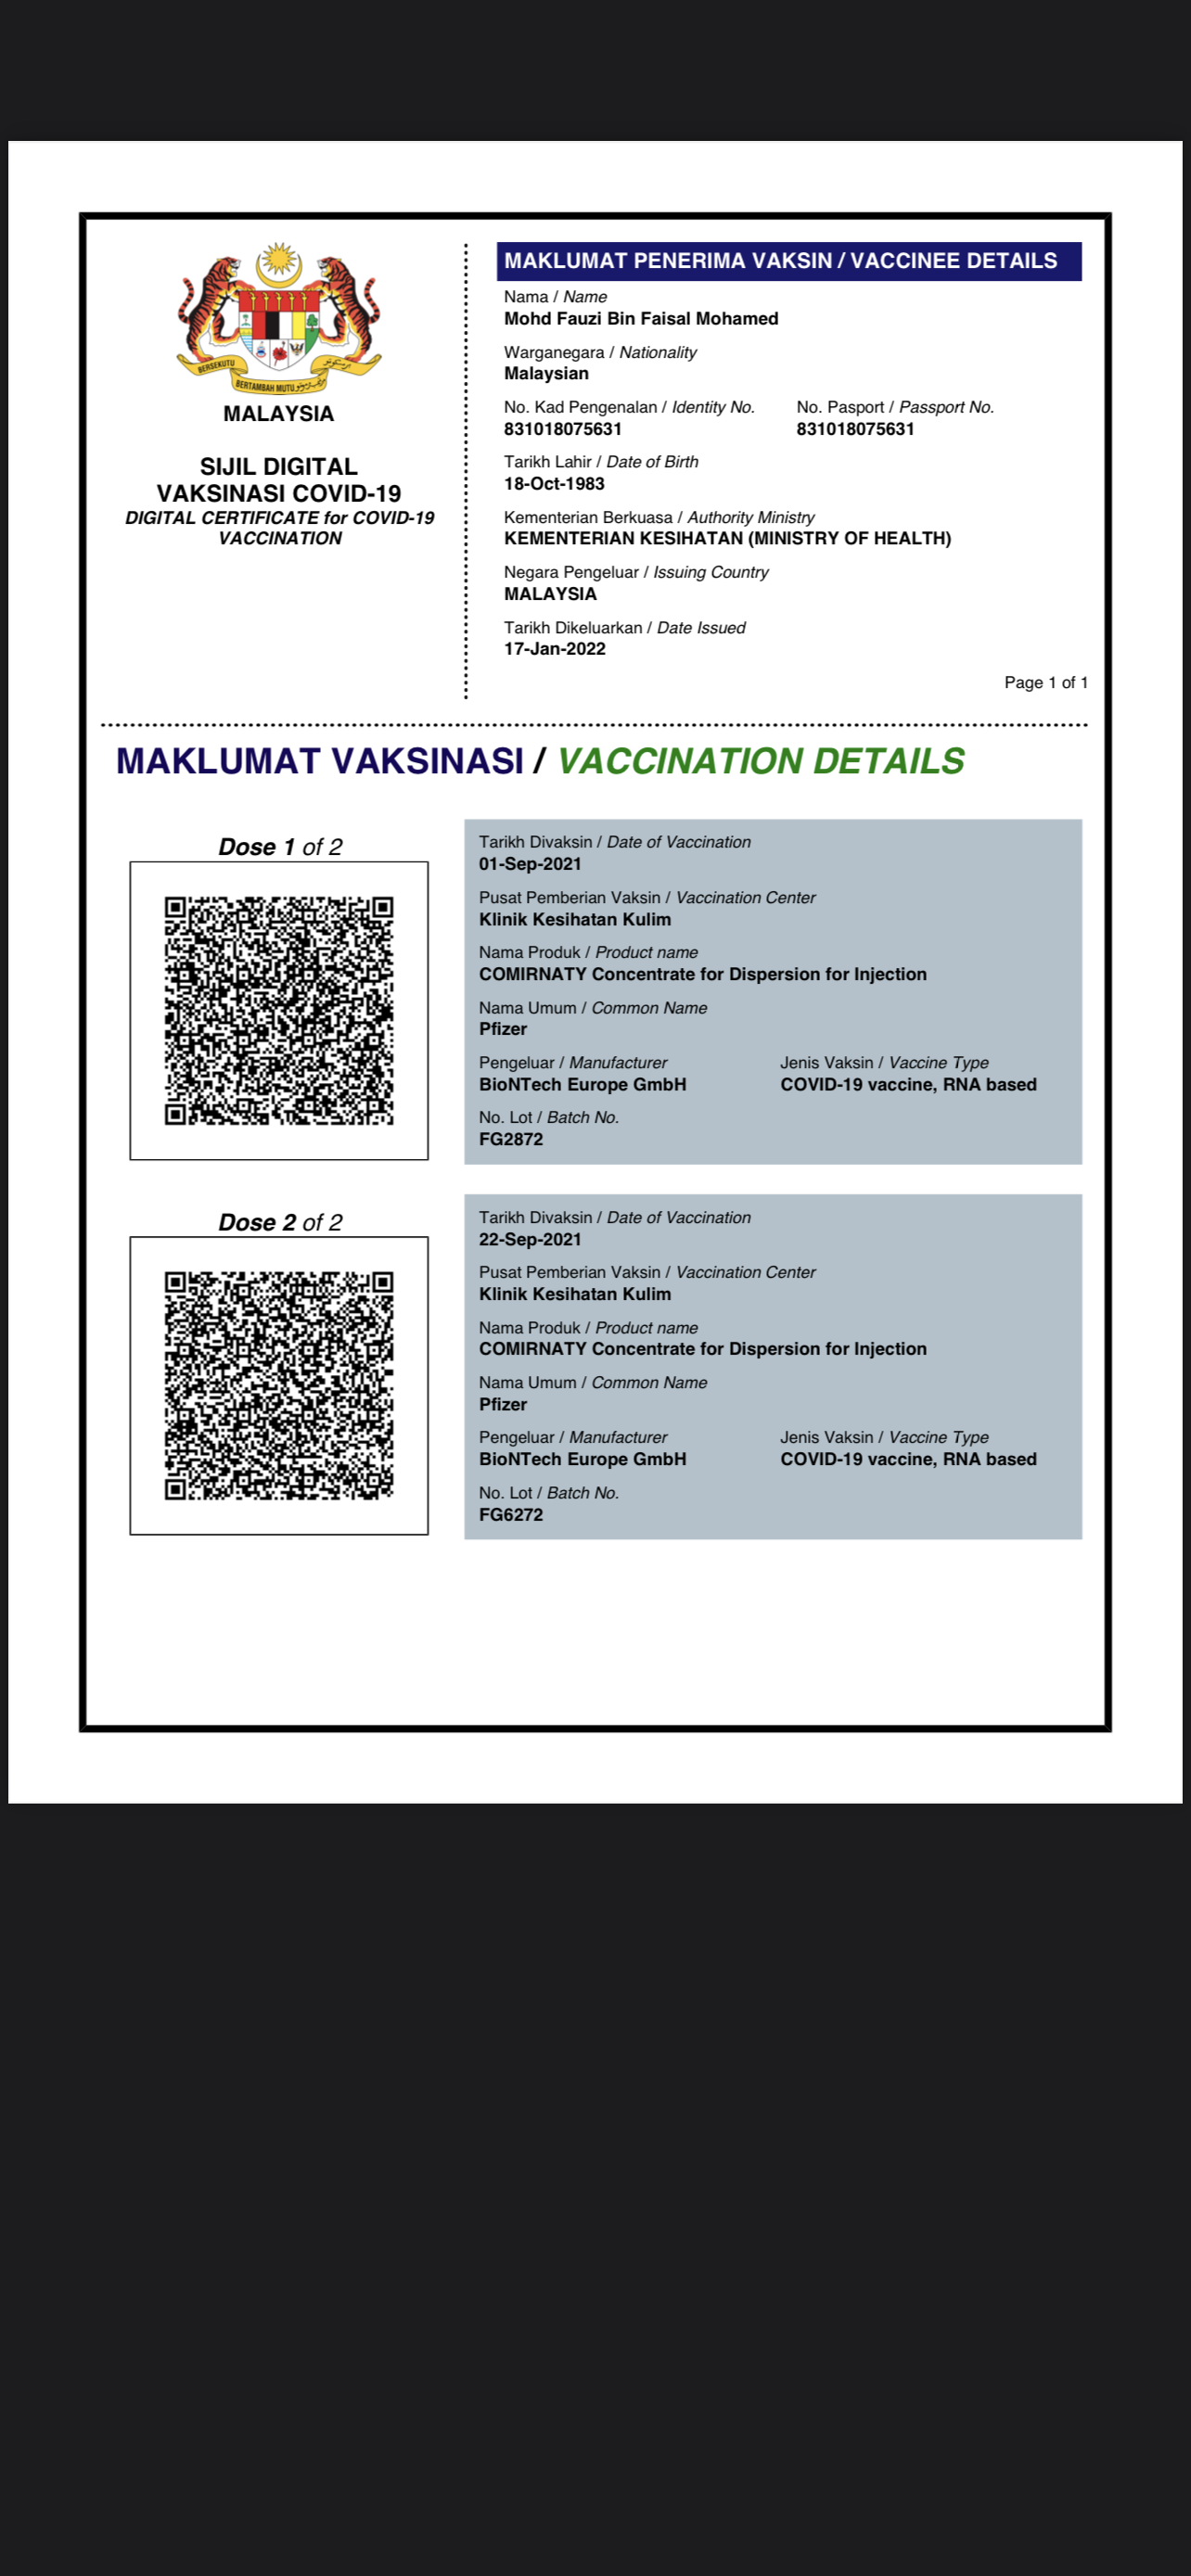 BERSEKUTU
BERTAMBAH MUTU
MALAYSIA
SIJIL DIGITAL
VAKSINASI COVID-19
DIGITAL CERTIFICATE for COVID-19
VACCINATION
MAKLUMAT PENERIMA VAKSIN / VACCINEE DETAILS
Nama / Name
Mohd Fauzi Bin Faisal Mohamed
Warganegara / Nationality
Malaysian
No. Kad Pengenalan / Identity No. No. Pasport / Passport No.
831018075631 831018075631
Tarikh Lahir / Date of Birth
18-Oct-1983
Kementerian Berkuasa / Authority Ministry
KEMENTERIAN KESIHATAN (MINISTRY OF HEALTH)
Negara Pengeluar / Issuing Country
MALAYSIA
Tarikh Dikeluarkan / Date Issued
17-Jan-2022
Page 1 of 1
MAKLUMAT VAKSINASI / VACCINATION DETAILS
Dose 1 of 2
Tarikh Divaksin / Date of Vaccination
01-Sep-2021
Pusat Pemberian Vaksin / Vaccination Center
Klinik Kesihatan Kulim
Nama Produk / Product name
COMIRNATY Concentrate for Dispersion for Injection
Nama Umum / Common Name
Pfizer
Pengeluar / Manufacturer Jenis Vaksin / Vaccine Type
BioNTech Europe GmbH COVID-19 vaccine, RNA based
No. Lot / Batch No.
FG2872
Dose 2 of 2
Tarikh Divaksin / Date of Vaccination
22-Sep-2021
Pusat Pemberian Vaksin / Vaccination Center
Klinik Kesihatan Kulim
Nama Produk / Product name
COMIRNATY Concentrate for Dispersion for Injection
Nama Umum / Common Name
Pfizer
Pengeluar / Manufacturer Jenis Vaksin / Vaccine Type
BioNTech Europe GmbH COVID-19 vaccine, RNA based
No. Lot / Batch No.
FG6272